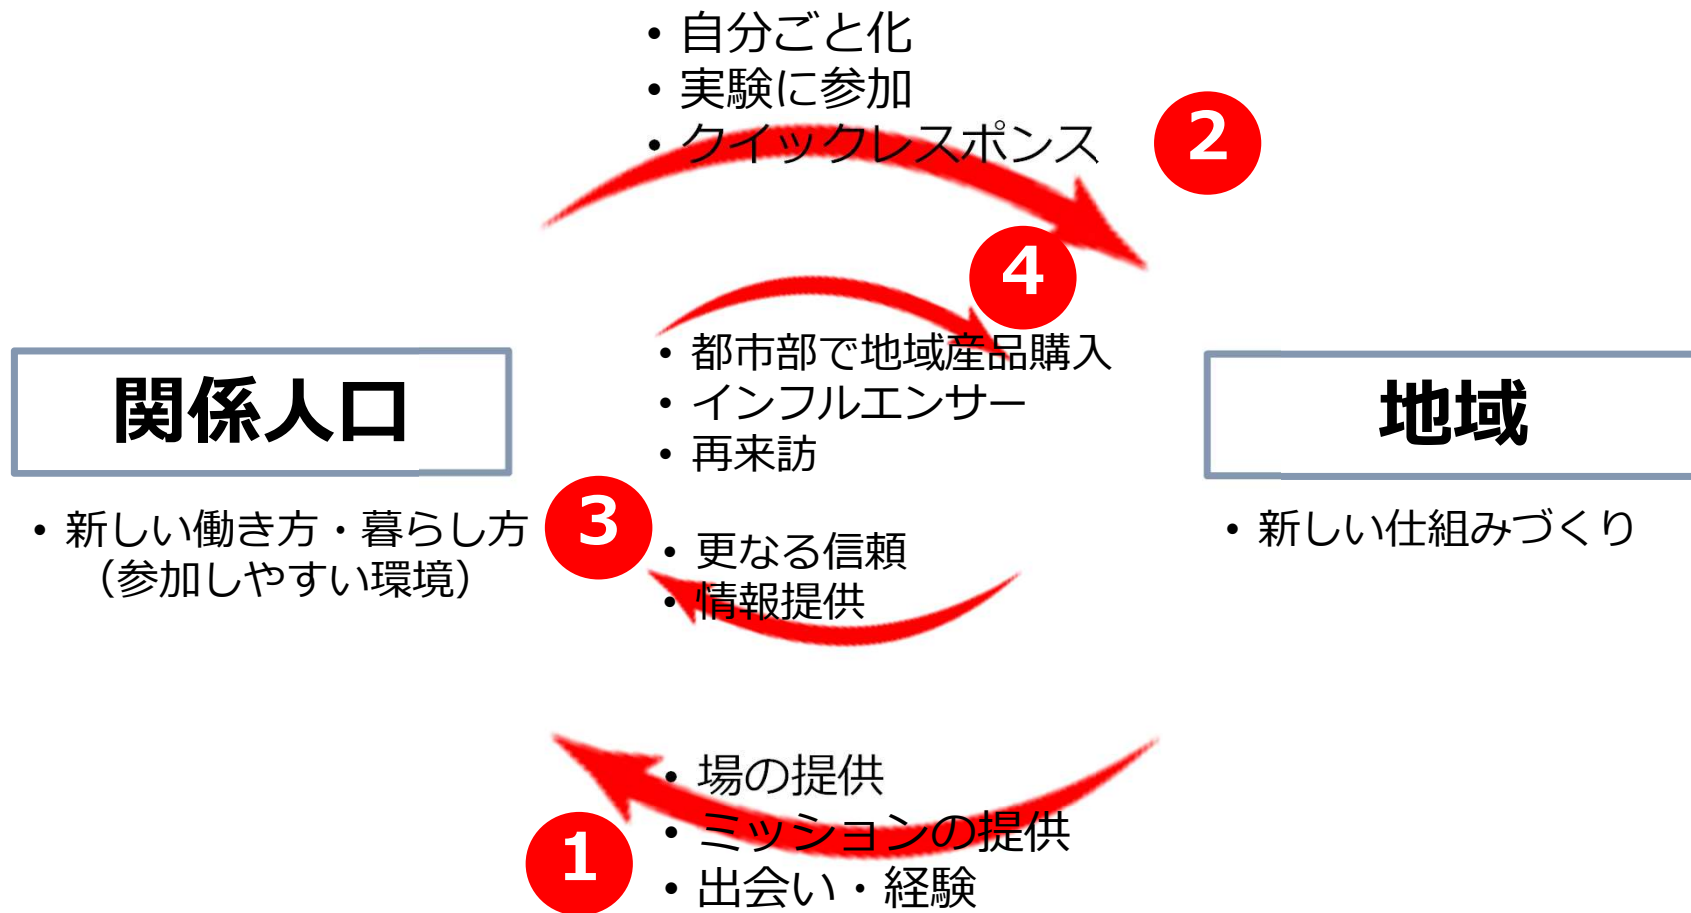 • 自分ごと化
• 実験に参加
• クイックレスポンス
2
4
• 都市部で地域産品購入
• インフルエンサー
• 再来訪
関係人口
• 新しい働き方・暮らし方
（参加しやすい環境）
地域
• 新しい仕組みづくり
3
• 更なる信頼
• 情報提供
1
• 場の提供
• ミッションの提供
• 出会い・経験